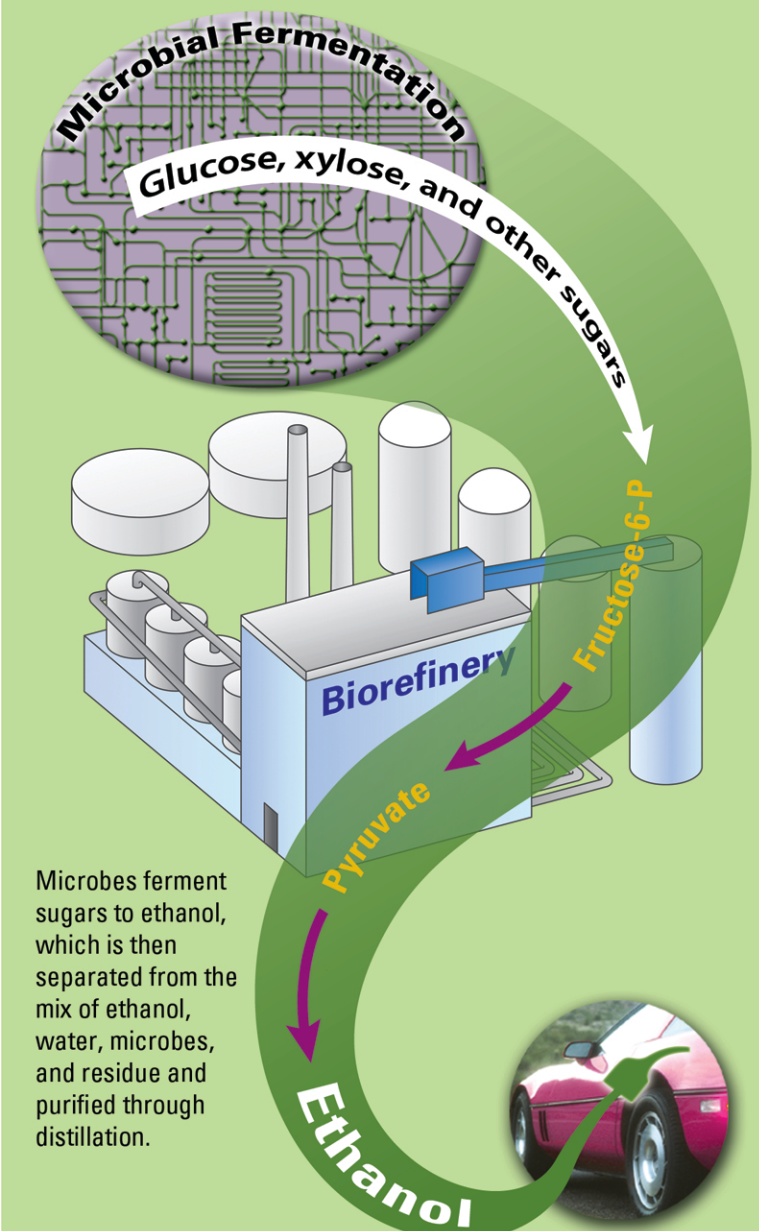 Microbial Fermentation
Glucose, xylose, and other sugars
Fructose-6-P
Biorefinery
Pyruvate
Microbes ferment
sugars to ethanol,
which is then
separated from the
mix of ethanol,
water, microbes,
and residue and
purified through
distillation.
Ethanol